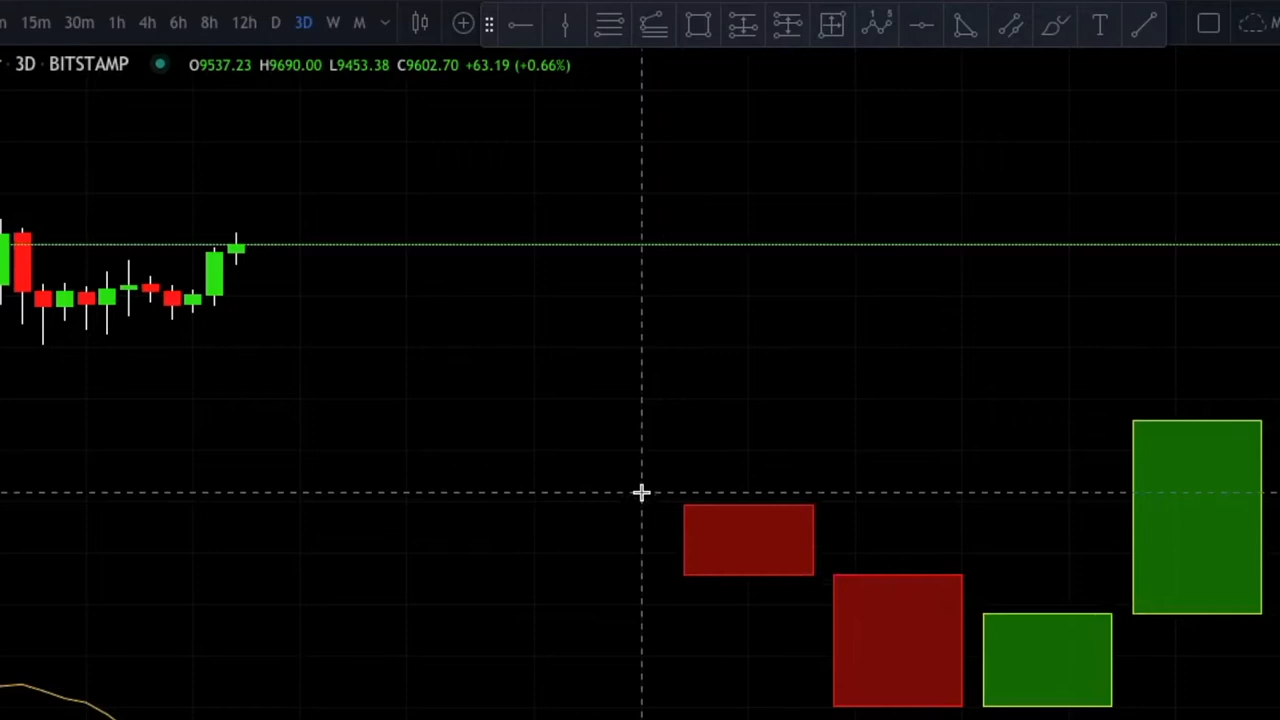 15m 30m 1h 4h 6h 8h 12h D 3D W M
3D · BITSTAMP O9537.23 H9690.00 L9453.38 C9602.70 +63.19 (+0.66%)